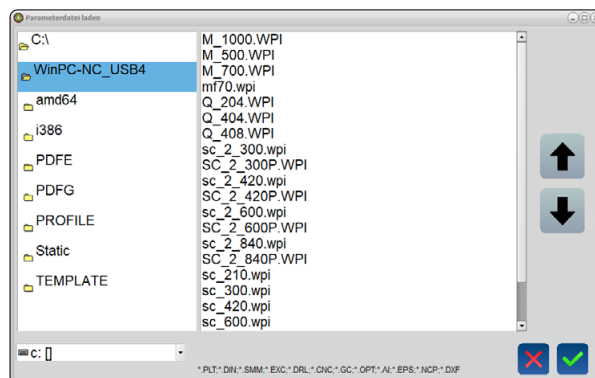 Parameterdatei laden
C:\
WinPC-NC_USB4
amd64
i386
PDFE
PDFG
PROFILE
Static
TEMPLATE
M_1000.WPI
M_500.WPI
M_700.WPI
mf70.wpi
Q_204.WPI
Q_404.WPI
Q_408.WPI
sc_2_300.wpi
SC_2_300P.WPI
sc_2_420.wpi
SC_2_420P.WPI
sc_2_600.wpi
SC_2_600P.WPI
sc_2_840.wpi
SC_2_840P.WPI
sc_210.wpi
sc_300.wpi
sc_420.wpi
sc_600.wpi
c: []
*.PLT;*.DIN;*.SMM;*.EXC;*.DRL;*.CNC;*.GC;*.OPT;*.AI;*.EPS;*.NCP;*.DXF